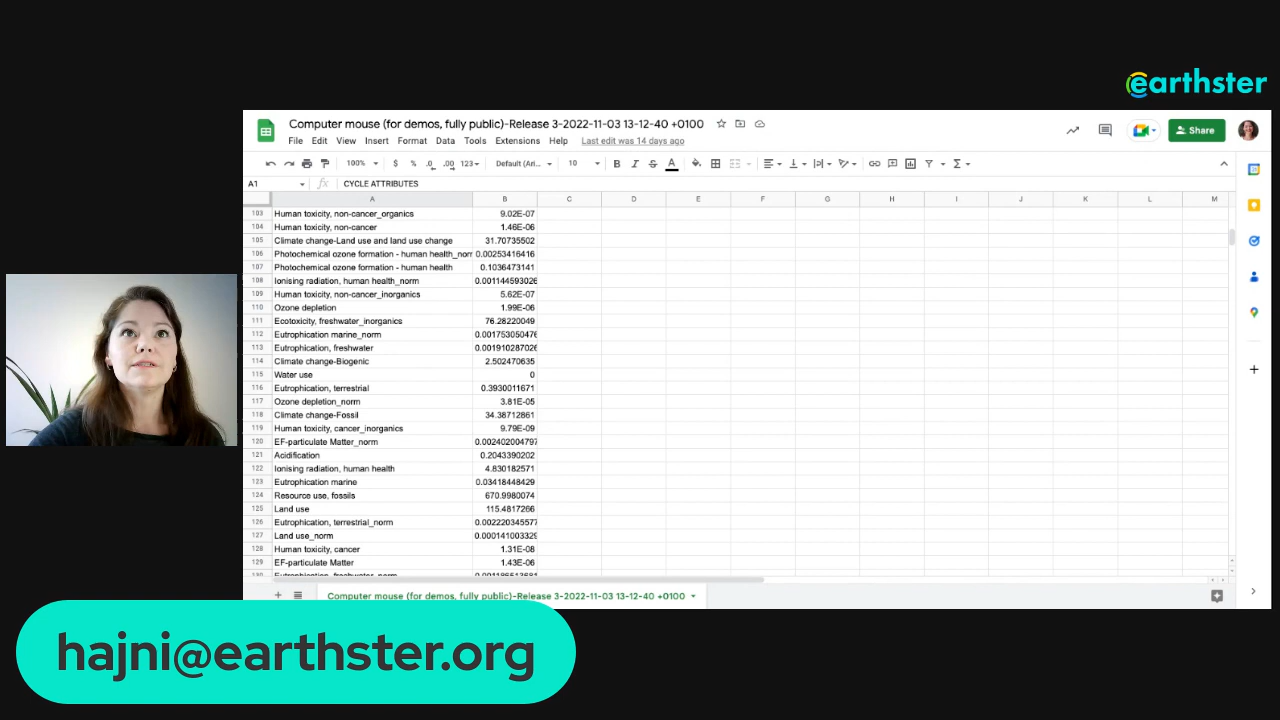 earthster
Computer mouse (for demos, fully public)-Release 3-2022-11-03 13-12-40 +0100
File Edit View Insert Format Data Tools Extensions Help Last edit was 14 days ago
Share
100% $ % .0 .00 123 Default (Ari... 10 B I S A
A1 fx CYCLE ATTRIBUTES
A B C D E F G H I J K L M
103 Human toxicity, non-cancer_organics 9.02E-07
104 Human toxicity, non-cancer 1.46E-06
105 Climate change-Land use and land use change 31.70735502
106 Photochemical ozone formation - human health_norm 0.00253416416
107 Photochemical ozone formation - human health 0.1036473141
108 Ionising radiation, human health_norm 0.001144593026
109 Human toxicity, non-cancer_inorganics 5.62E-07
110 Ozone depletion 1.99E-06
111 Ecotoxicity, freshwater_inorganics 76.28220049
112 Eutrophication marine_norm 0.00175305047
113 Eutrophication, freshwater 0.001910287026
114 Climate change-Biogenic 2.502470635
115 Water use 0
116 Eutrophication, terrestrial 0.3930011671
117 Ozone depletion_norm 3.81E-05
118 Climate change-Fossil 34.38712861
119 Human toxicity, cancer_inorganics 9.79E-09
120 EF-particulate Matter_norm 0.002402004797
121 Acidification 0.2043390202
122 Ionising radiation, human health 4.830182571
123 Eutrophication marine 0.03418448429
124 Resource use, fossils 670.9980074
125 Land use 115.4817266
126 Eutrophication, terrestrial_norm 0.002220345577
127 Land use_norm 0.000141003329
128 Human toxicity, cancer 1.31E-08
129 EF-particulate Matter 1.43E-06
130 Eutrophication, freshwater_norm
Computer mouse (for demos, fully public)-Release 3-2022-11-03 13-12-40 +0100
hajni@earthster.org